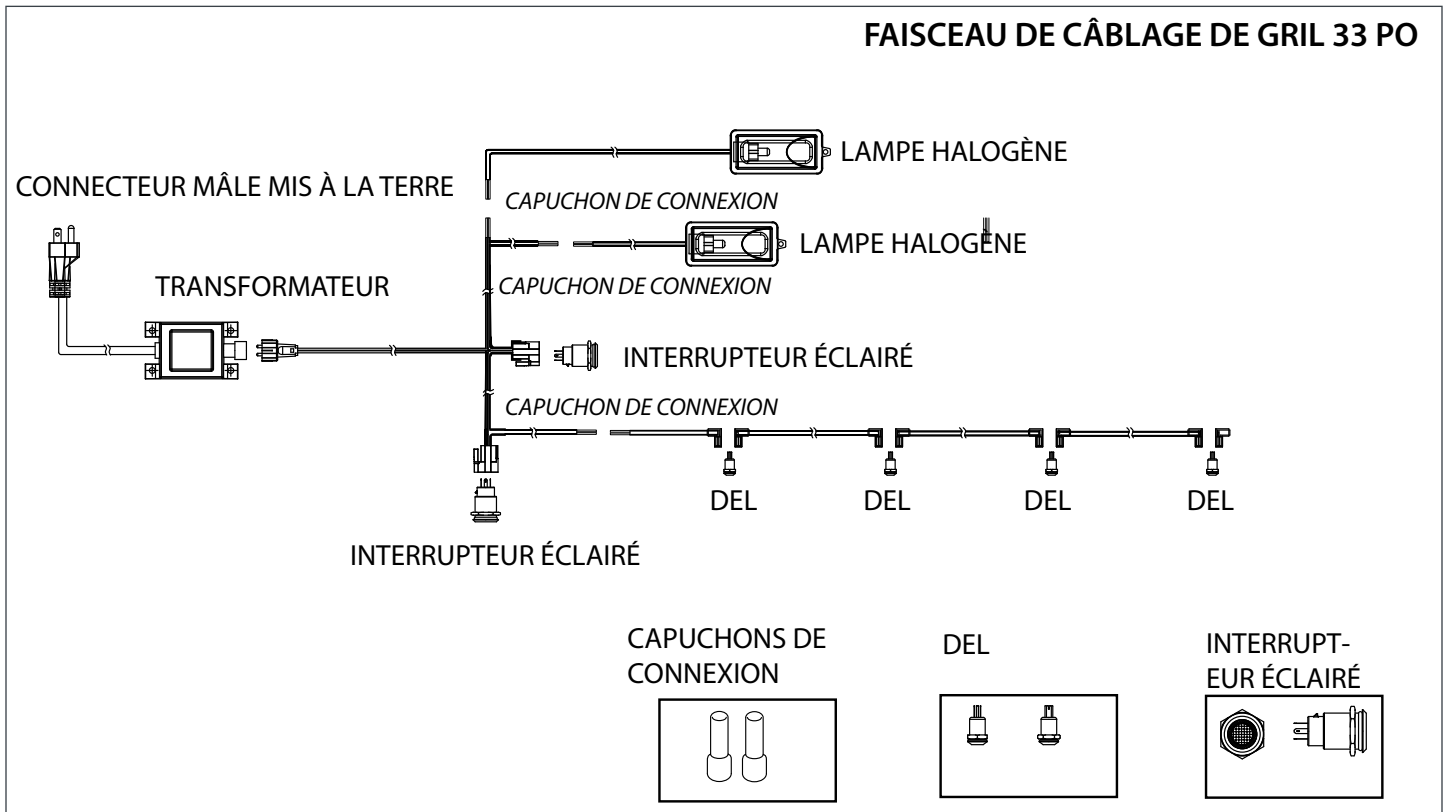 FAISCEAU DE CÂBLAGE DE GRIL 33 PO
LAMPE HALOGÈNE
CONNECTEUR MÂLE MIS À LA TERRE
CAPUCHON DE CONNEXION
LAMPE HALOGÈNE
TRANSFORMATEUR
CAPUCHON DE CONNEXION
INTERRUPTEUR ÉCLAIRÉ
CAPUCHON DE CONNEXION
DEL
DEL
DEL
DEL
INTERRUPTEUR ÉCLAIRÉ
CAPUCHONS DE
CONNEXION
DEL
INTERRUPT-
EUR ÉCLAIRÉ